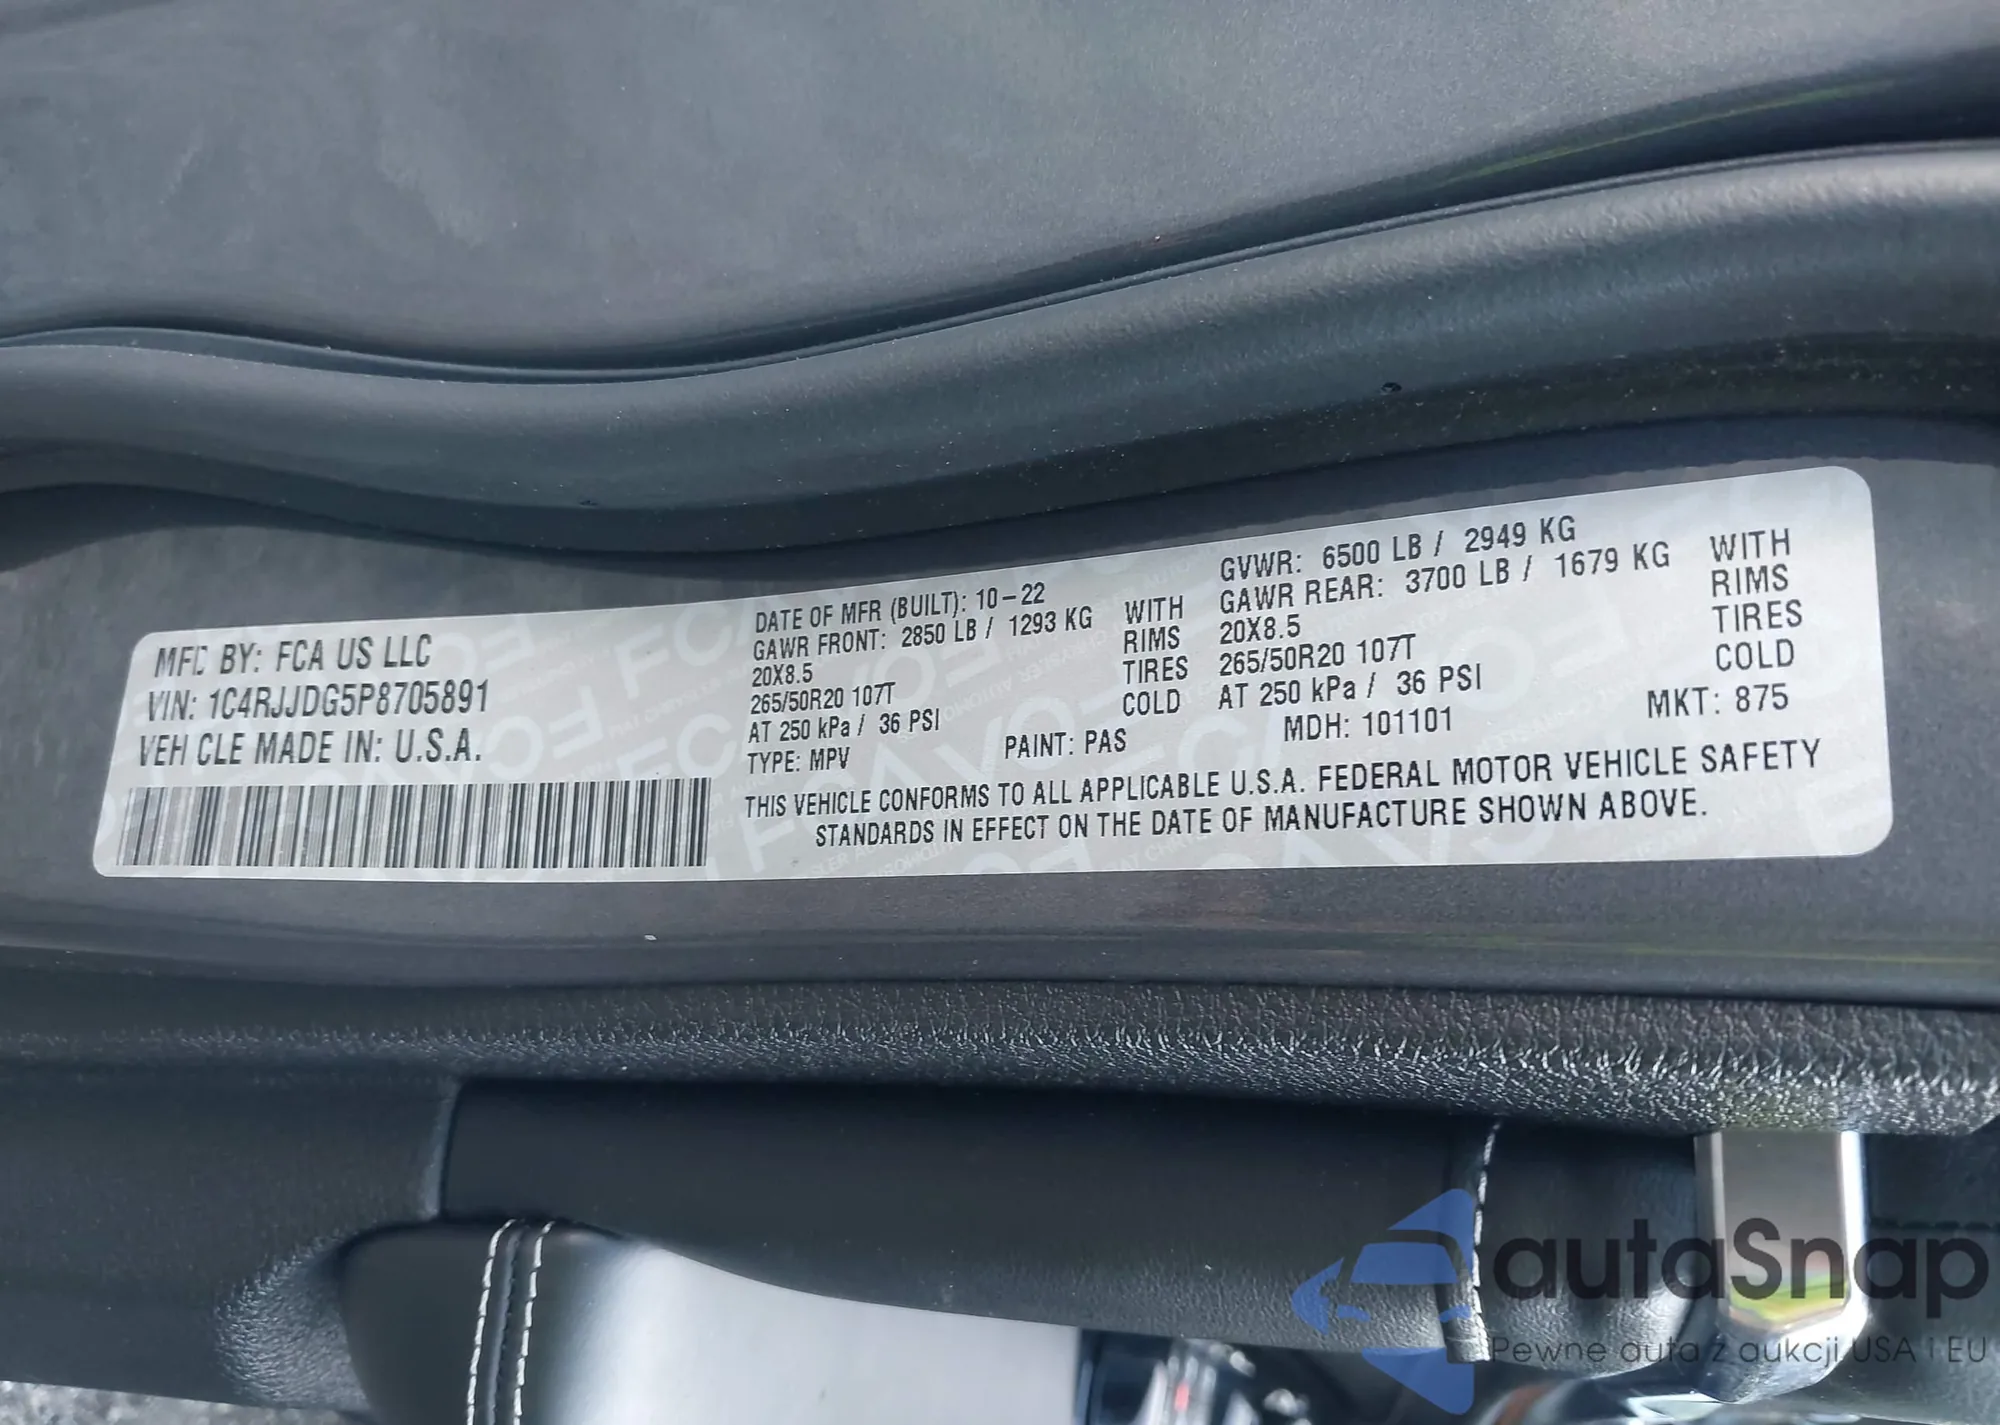 MFD BY: FCA US LLC
VIN: 1C4RJJDG5P8705891
VEH CLE MADE IN: U.S.A.
DATE OF MFR (BUILT): 10-22
GAWR FRONT: 2850 LB / 1293 KG WITH
20X8.5 RIMS
265/50R20 107T TIRES
AT 250 kPa / 36 PSI COLD
TYPE: MPV PAINT: PAS
GVWR: 6500 LB / 2949 KG
GAWR REAR: 3700 LB / 1679 KG WITH
20X8.5 RIMS
265/50R20 107T TIRES
AT 250 kPa / 36 PSI COLD
MDH: 101101 MKT: 875
THIS VEHICLE CONFORMS TO ALL APPLICABLE U.S.A. FEDERAL MOTOR VEHICLE SAFETY
STANDARDS IN EFFECT ON THE DATE OF MANUFACTURE SHOWN ABOVE.
autaSnap
Pewne auta z aukcji USA i EU